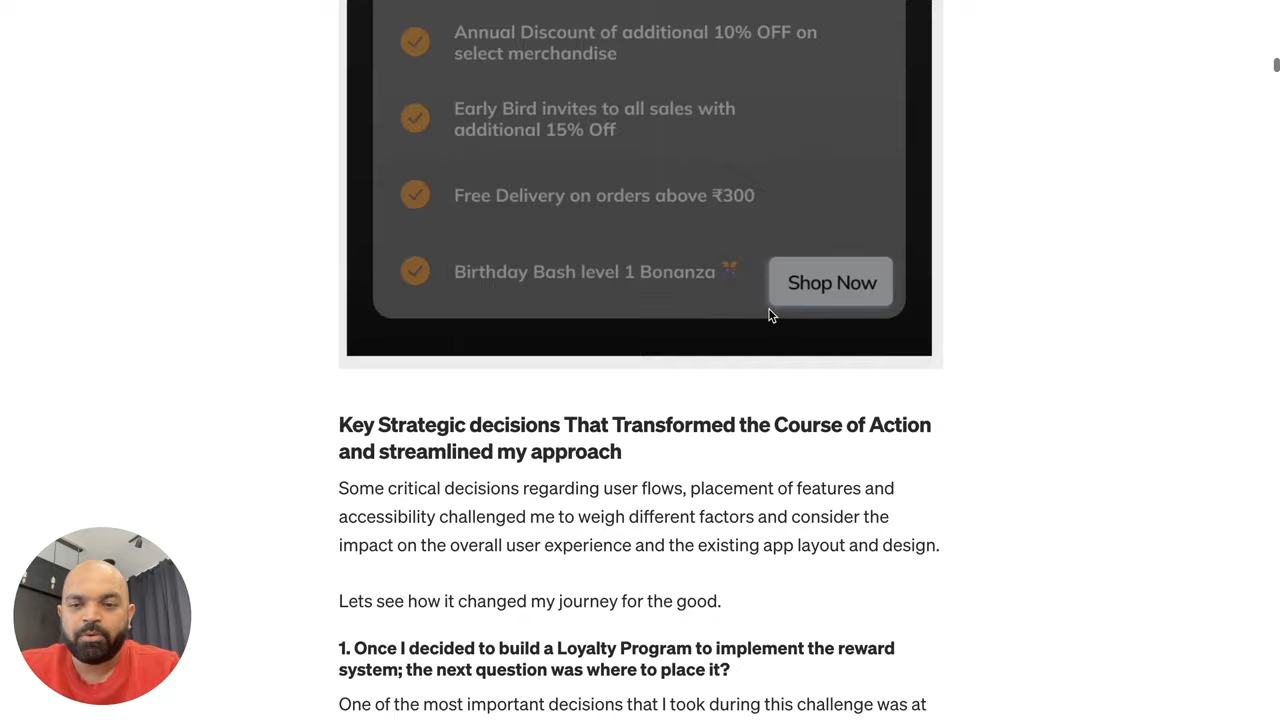 Annual Discount of additional 10% OFF on
select merchandise
Early Bird invites to all sales with
additional 15% Off
Free Delivery on orders above ₹300
Birthday Bash level 1 Bonanza
Shop Now
Key Strategic decisions That Transformed the Course of Action
and streamlined my approach
Some critical decisions regarding user flows, placement of features and
accessibility challenged me to weigh different factors and consider the
impact on the overall user experience and the existing app layout and design.
Lets see how it changed my journey for the good.
1. Once I decided to build a Loyalty Program to implement the reward
system; the next question was where to place it?
One of the most important decisions that I took during this challenge was at